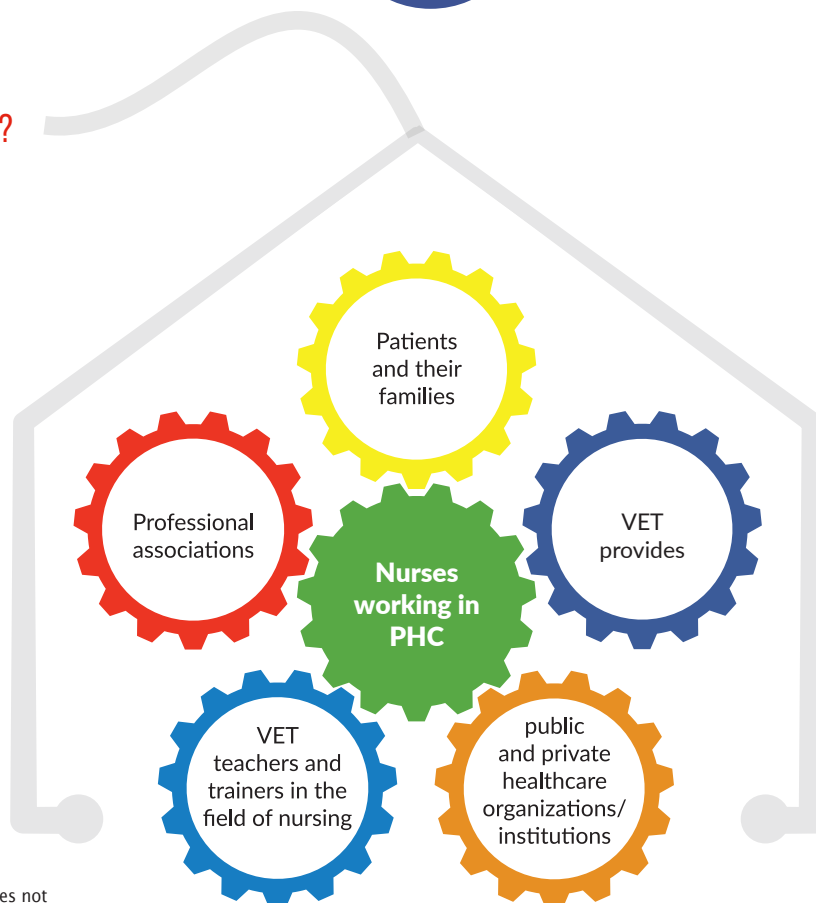 ?
Patients
and their
families
Professional
associations
VET
provides
Nurses
working in
PHC
VET
teachers and
trainers in the
field of nursing
public
and private
healthcare
organizations/
institutions
es not